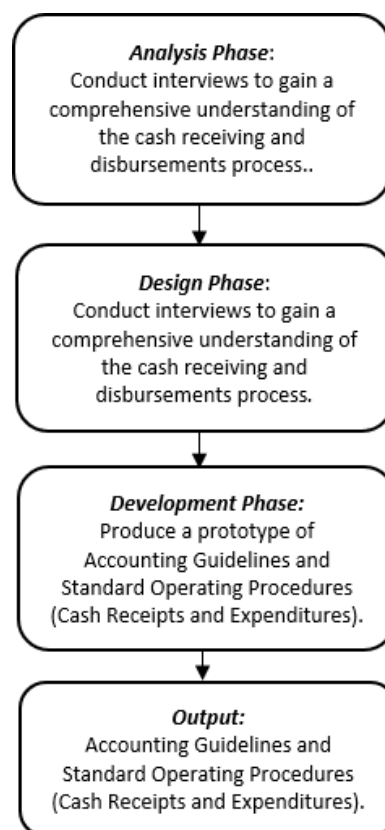 Analysis Phase:
Conduct interviews to gain a
comprehensive understanding of
the cash receiving and
disbursements process..
Design Phase:
Conduct interviews to gain a
comprehensive understanding of
the cash receiving and
disbursements process.
Development Phase:
Produce a prototype of
Accounting Guidelines and
Standard Operating Procedures
(Cash Receipts and Expenditures).
Output:
Accounting Guidelines and
Standard Operating Procedures
(Cash Receipts and Expenditures).